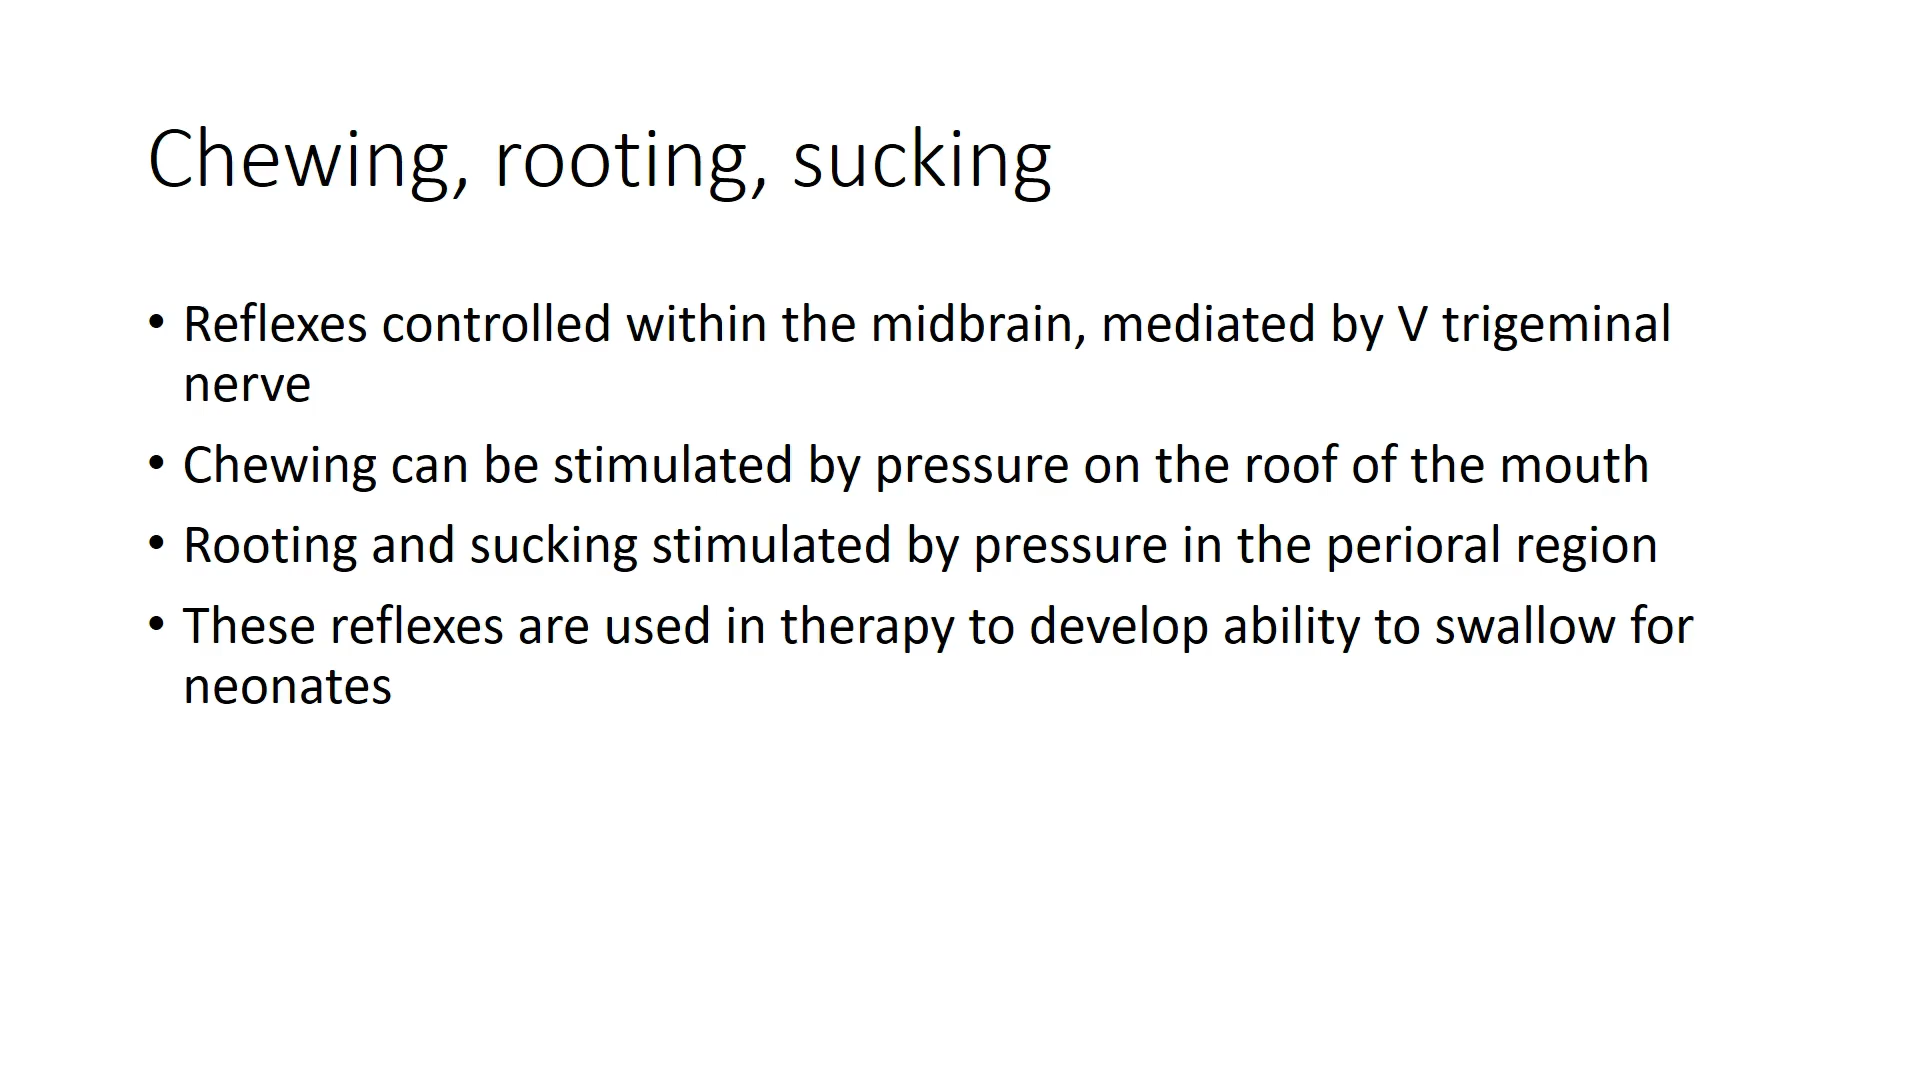 Chewing, rooting, sucking
• Reflexes controlled within the midbrain, mediated by V trigeminal
nerve
• Chewing can be stimulated by pressure on the roof of the mouth
• Rooting and sucking stimulated by pressure in the perioral region
• These reflexes are used in therapy to develop ability to swallow for
neonates